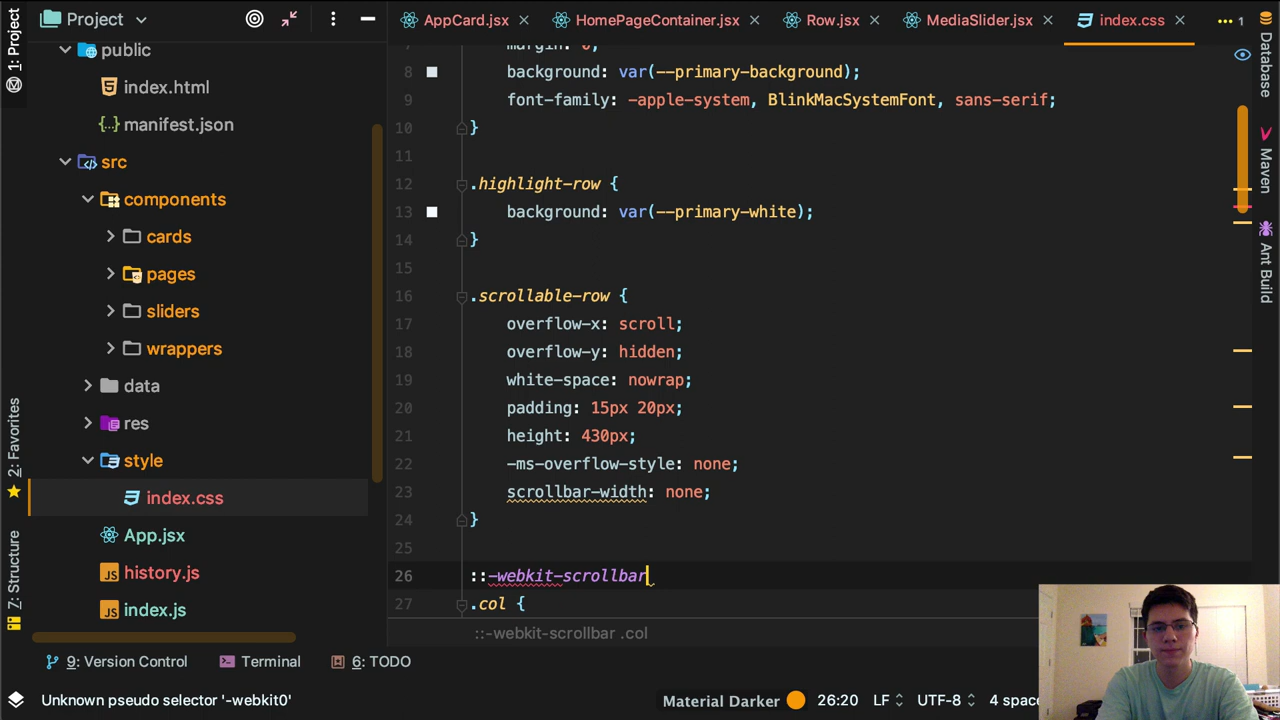 Project
AppCard.jsx
HomePageContainer.jsx
Row.jsx
MediaSlider.jsx
index.css
1
1: Project
2: Favorites
7: Structure
public
index.html
manifest.json
src
components
cards
pages
sliders
wrappers
data
res
style
index.css
App.jsx
history.js
index.js
8 background: var(--primary-background);
9 font-family: -apple-system, BlinkMacSystemFont, sans-serif;
10 }
11
12 .highlight-row {
13 background: var(--primary-white);
14 }
15
16 .scrollable-row {
17 overflow-x: scroll;
18 overflow-y: hidden;
19 white-space: nowrap;
20 padding: 15px 20px;
21 height: 430px;
22 -ms-overflow-style: none;
23 scrollbar-width: none;
24 }
25
26 ::-webkit-scrollbar
27 .col {
::-webkit-scrollbar .col
Database
Maven
Ant Build
9: Version Control
Terminal
6: TODO
Unknown pseudo selector '-webkit0'
Material Darker
26:20
LF
UTF-8